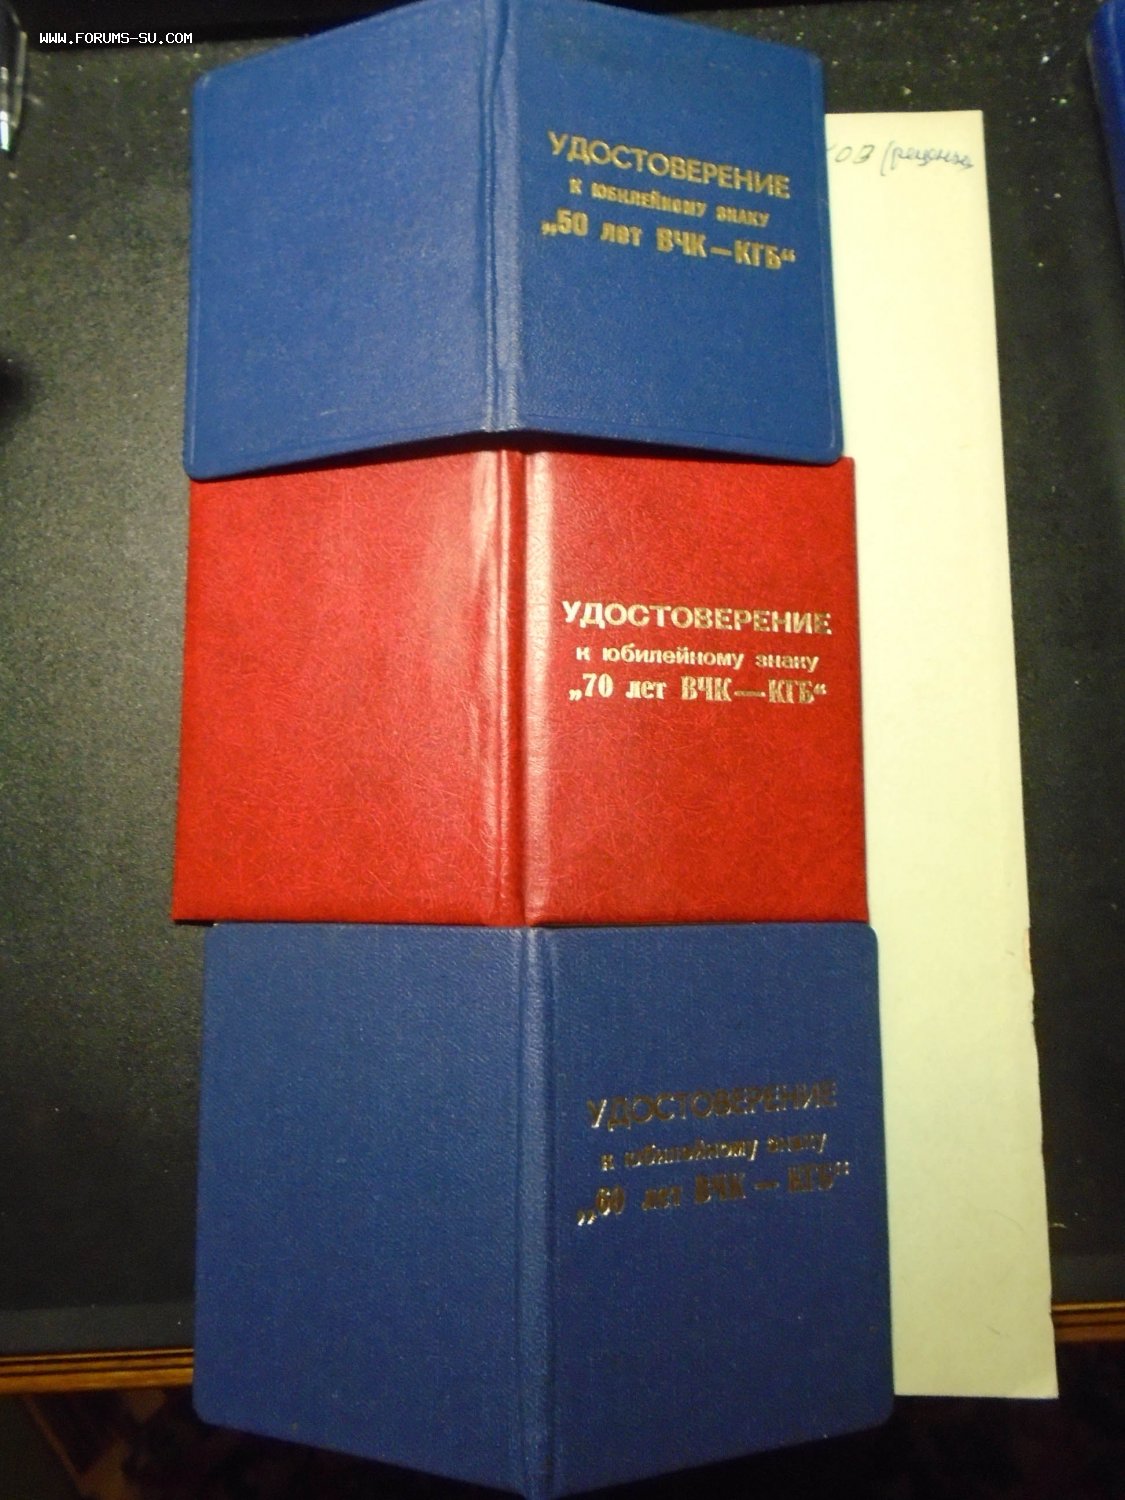 WWW.FORUMS-SU.COM
УДОСТОВЕРЕНИЕ
к юбилейному знаку
„50 лет ВЧК—КГБ“
УДОСТОВЕРЕНИЕ
к юбилейному знаку
„70 лет ВЧК—КГБ“
УДОСТОВЕРЕНИЕ
к юбилейному знаку
„60 лет ВЧК — КГБ“